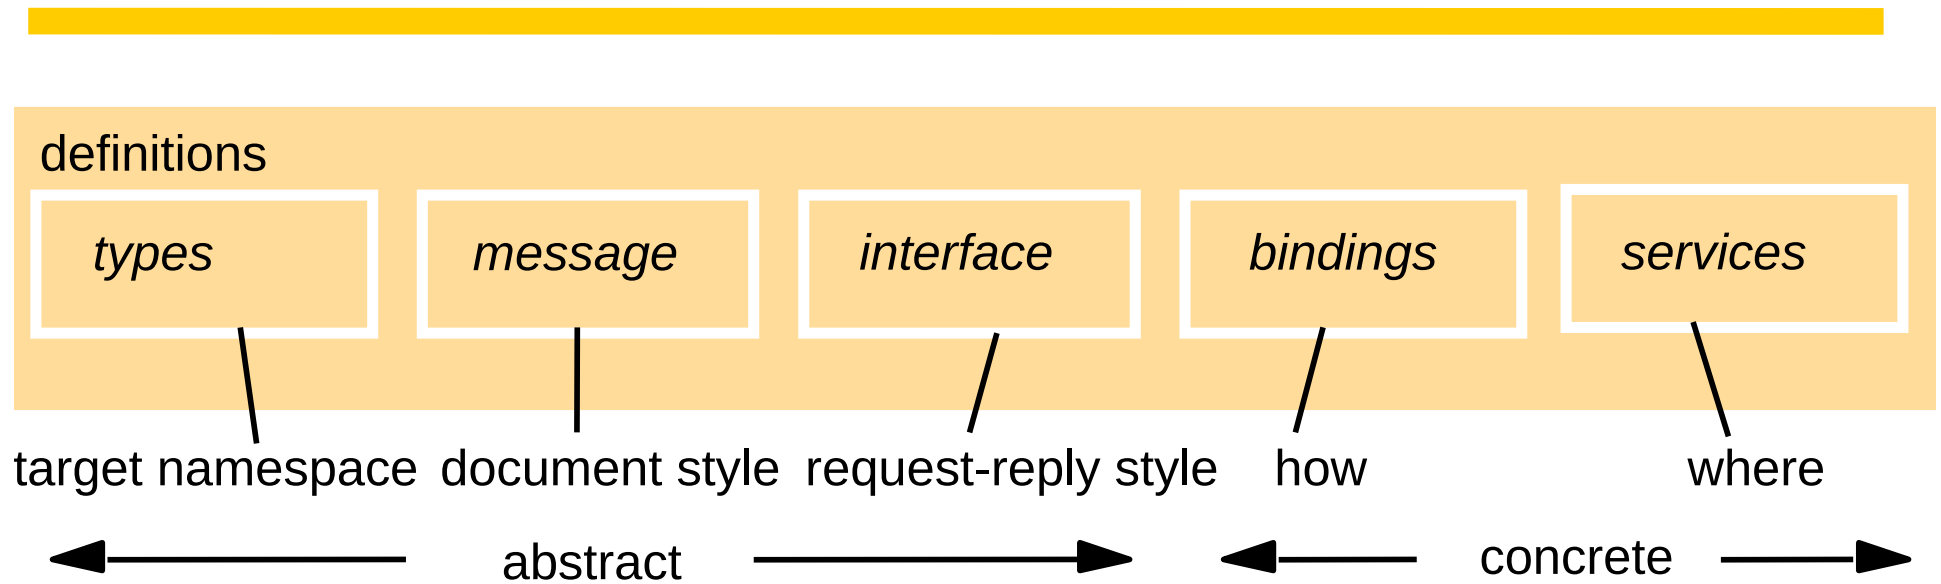 definitions
types message interface bindings services
target namespace document style request-reply style how where
abstract concrete